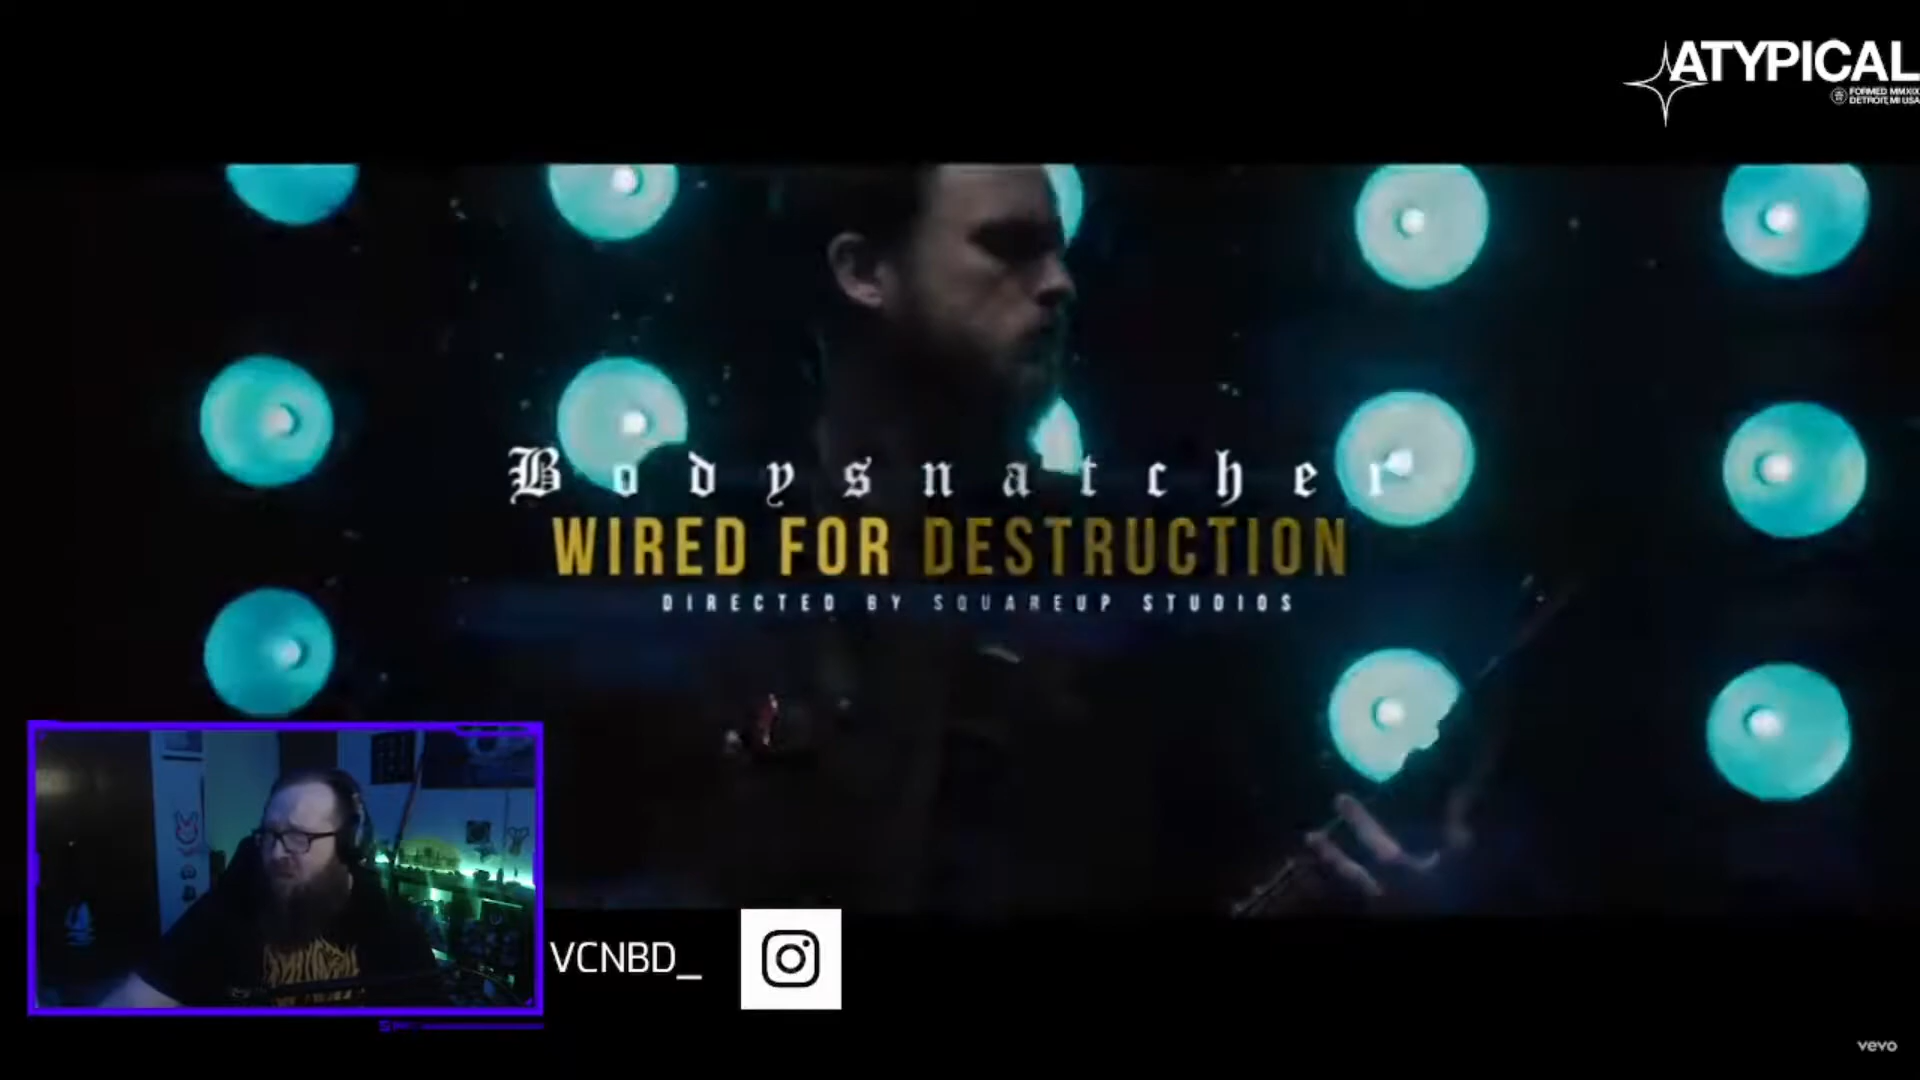 ATYPICAL
FORMED MMXIX
DETROIT, MI USA
Bodysnatcher
WIRED FOR DESTRUCTION
DIRECTED BY SQUAREUP STUDIOS
VCNBD_
vevo